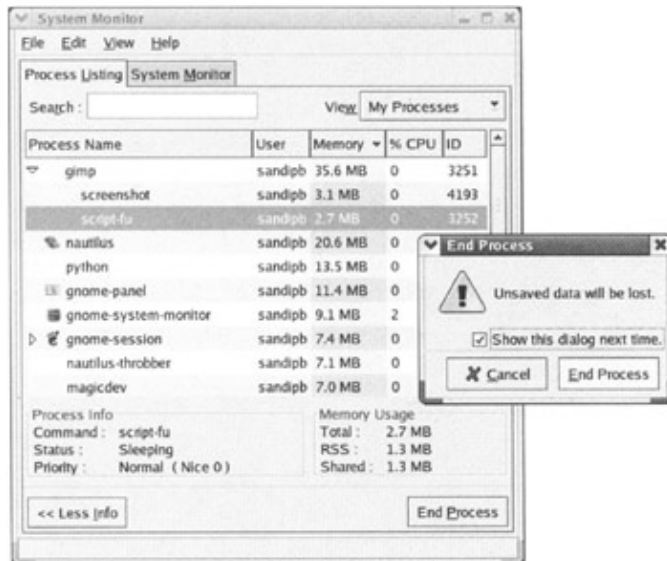 System Monitor
File Edit View Help
Process Listing System Monitor
Search : View My Processes
Process Name User Memory % CPU ID
gimp sandipb 35.6 MB 0 3251
screenshot sandipb 3.1 MB 0 4193
script-fu sandipb 2.7 MB 0 3252
nautilus sandipb 20.6 MB 0
python sandipb 13.5 MB 0
gnome-panel sandipb 11.4 MB 0
gnome-system-monitor sandipb 9.1 MB 2
gnome-session sandipb 7.4 MB 0
nautilus-throbber sandipb 7.1 MB 0
magicdev sandipb 7.0 MB 0
Process Info
Command : script-fu
Status : Sleeping
Priority : Normal ( Nice 0 )
Memory Usage
Total : 2.7 MB
RSS : 1.3 MB
Shared : 1.3 MB
<< Less Info End Process
End Process
Unsaved data will be lost.
Show this dialog next time.
Cancel End Process